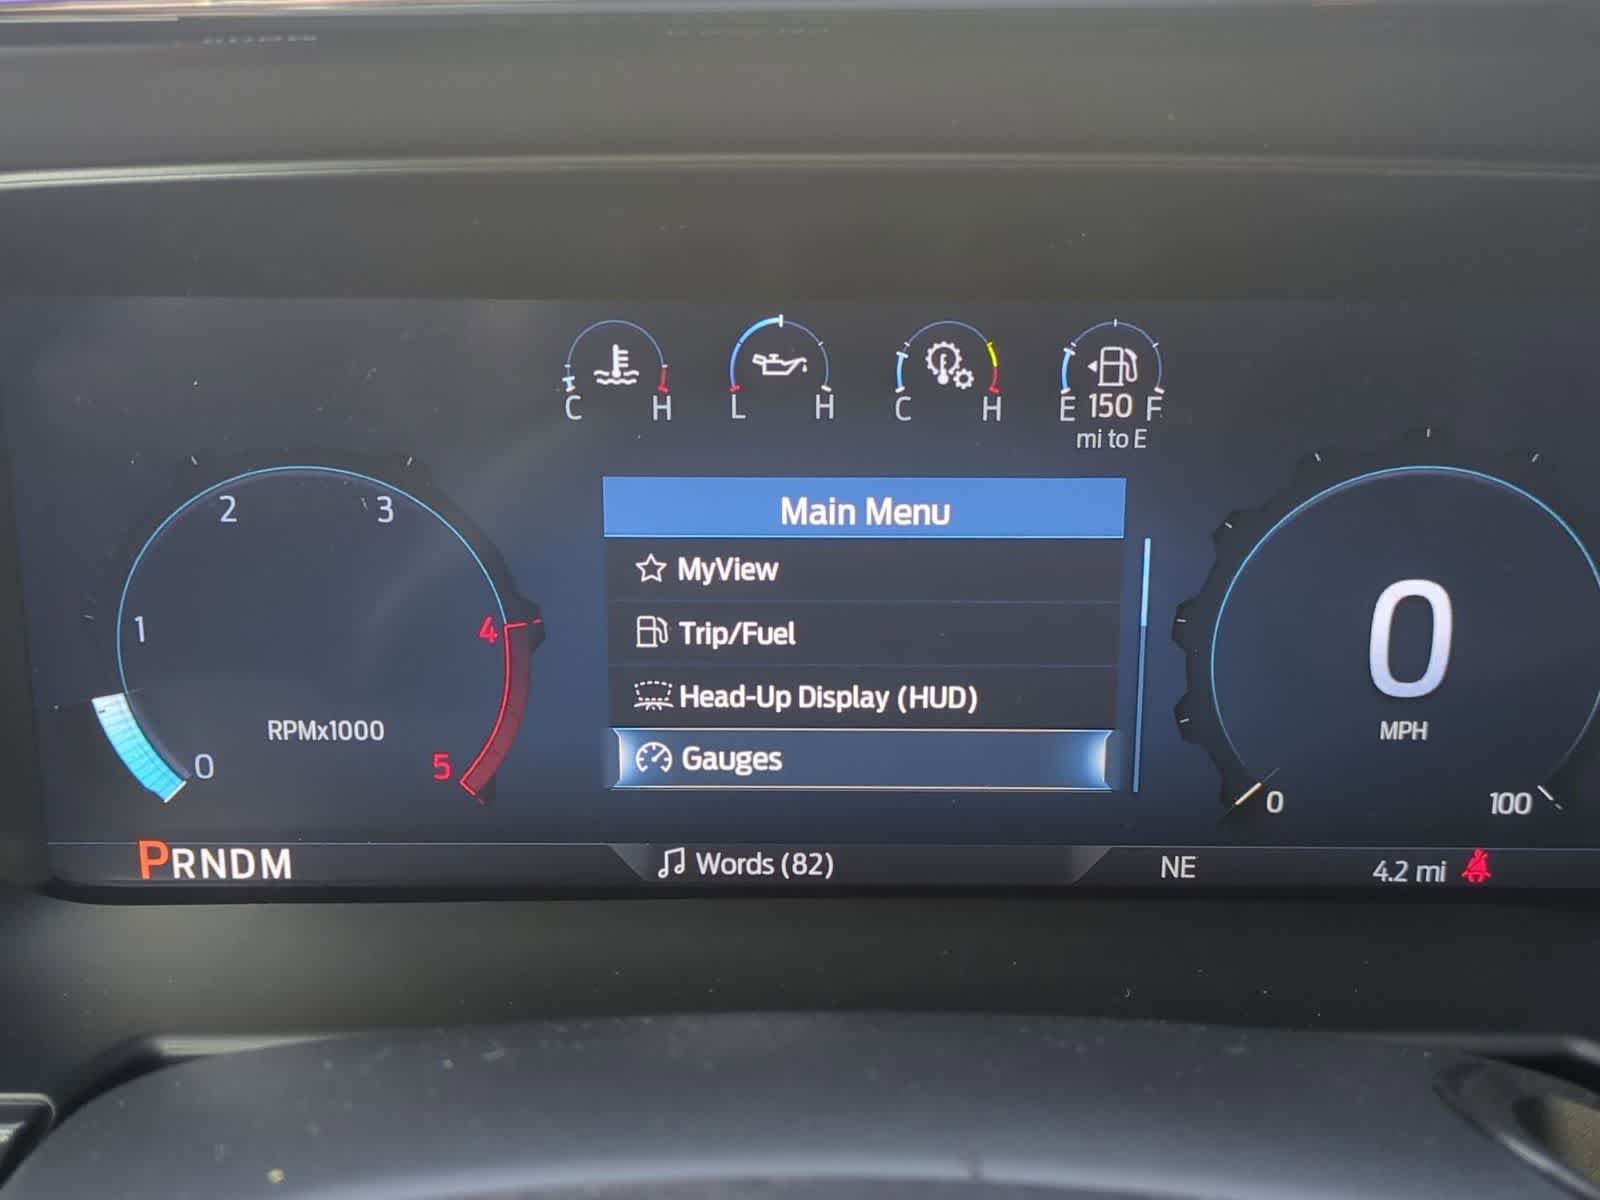 C H
L H
C H
E 150 F
mi to E
Main Menu
MyView
Trip/Fuel
Head-Up Display (HUD)
Gauges
0
1
2
3
4
5
RPMx1000
0
MPH
0
100
PRNDM
Words (82)
NE
4.2 mi